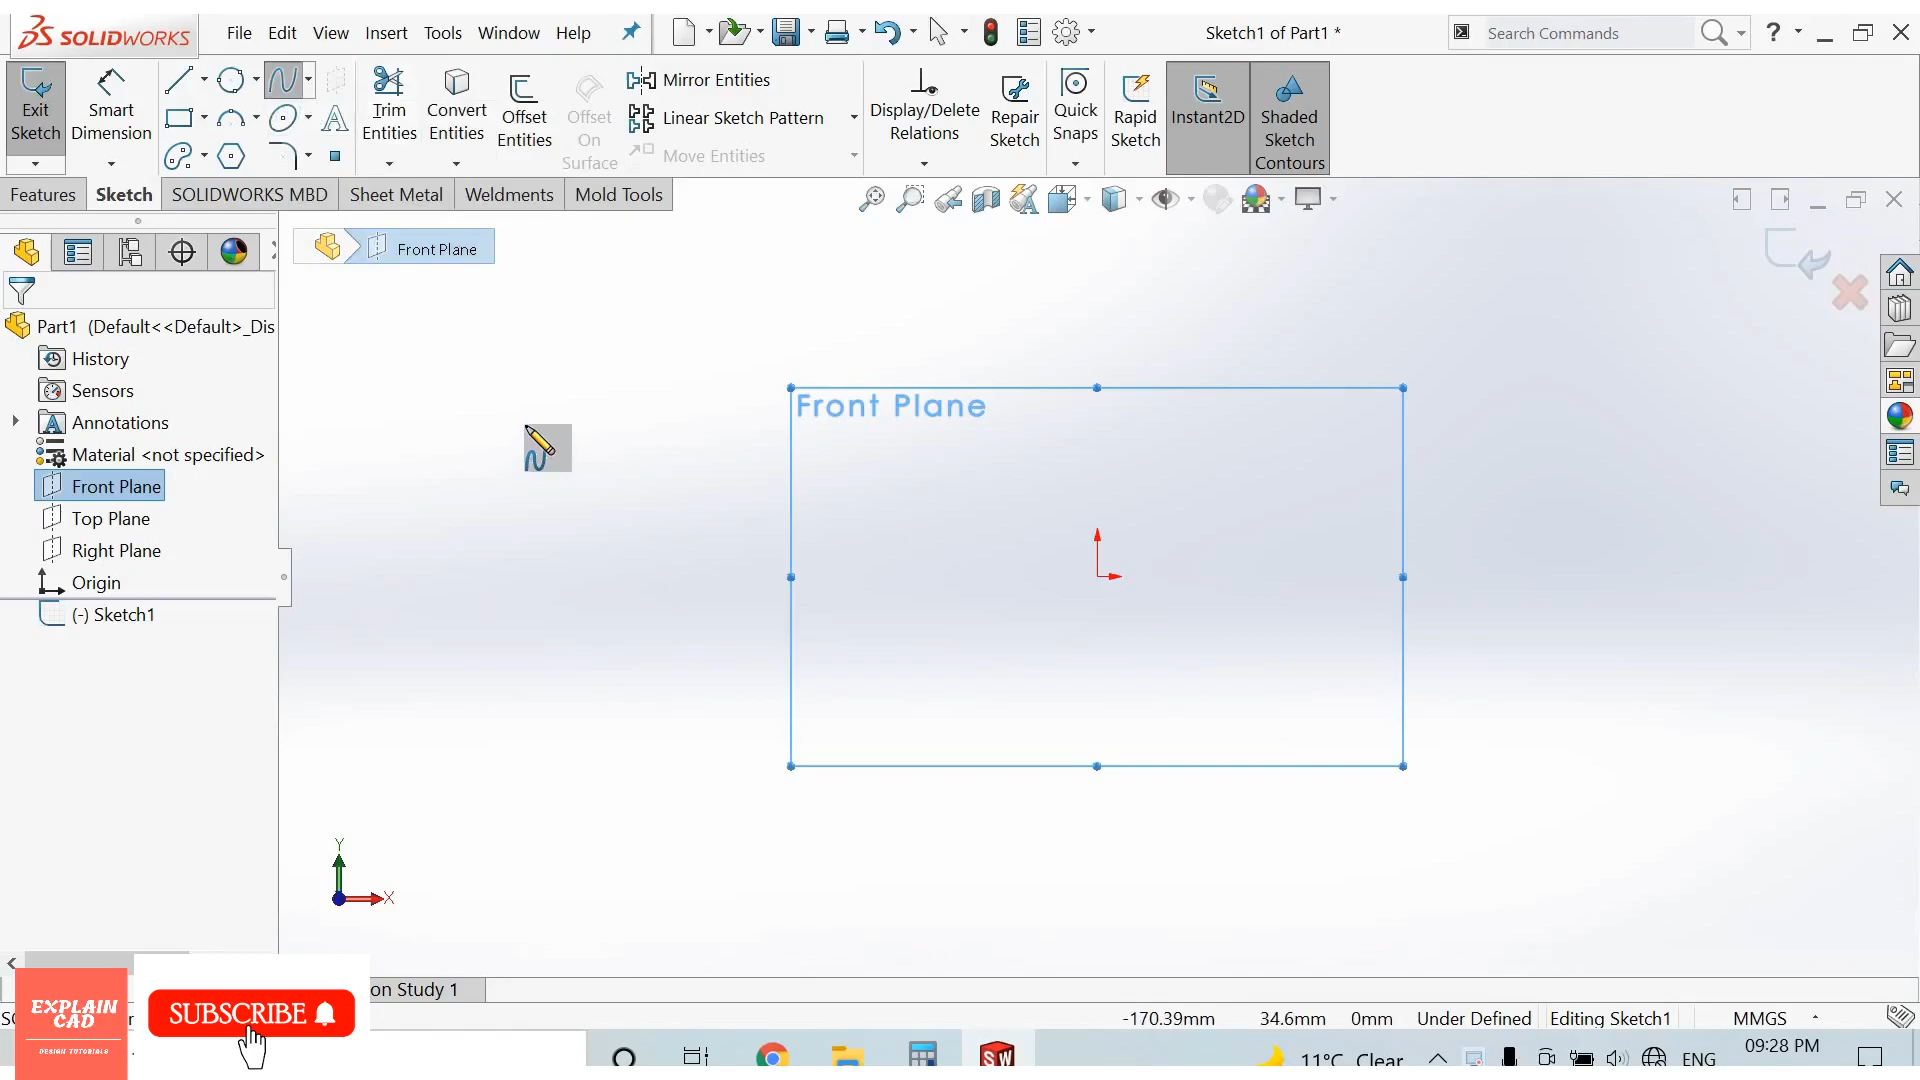 SOLIDWORKS
File Edit View Insert Tools Window Help
Sketch1 of Part1 *
Search Commands
?
Exit Sketch
Smart Dimension
Trim Entities
Convert Entities
Offset Entities
Offset On Surface
Mirror Entities
Linear Sketch Pattern
Move Entities
Display/Delete Relations
Repair Sketch
Quick Snaps
Rapid Sketch
Instant2D
Shaded Sketch Contours
Features Sketch SOLIDWORKS MBD Sheet Metal Weldments Mold Tools
Front Plane
Part1 (Default<<Default>_Dis
History
Sensors
Annotations
Material <not specified>
Front Plane
Top Plane
Right Plane
Origin
(-) Sketch1
Front Plane
Y
X
on Study 1
EXPLAIN
CAD
DESIGN TUTORIALS
SUBSCRIBE
-170.39mm 34.6mm 0mm Under Defined Editing Sketch1 MMGS
SW
11°C Clear
ENG
09:28 PM